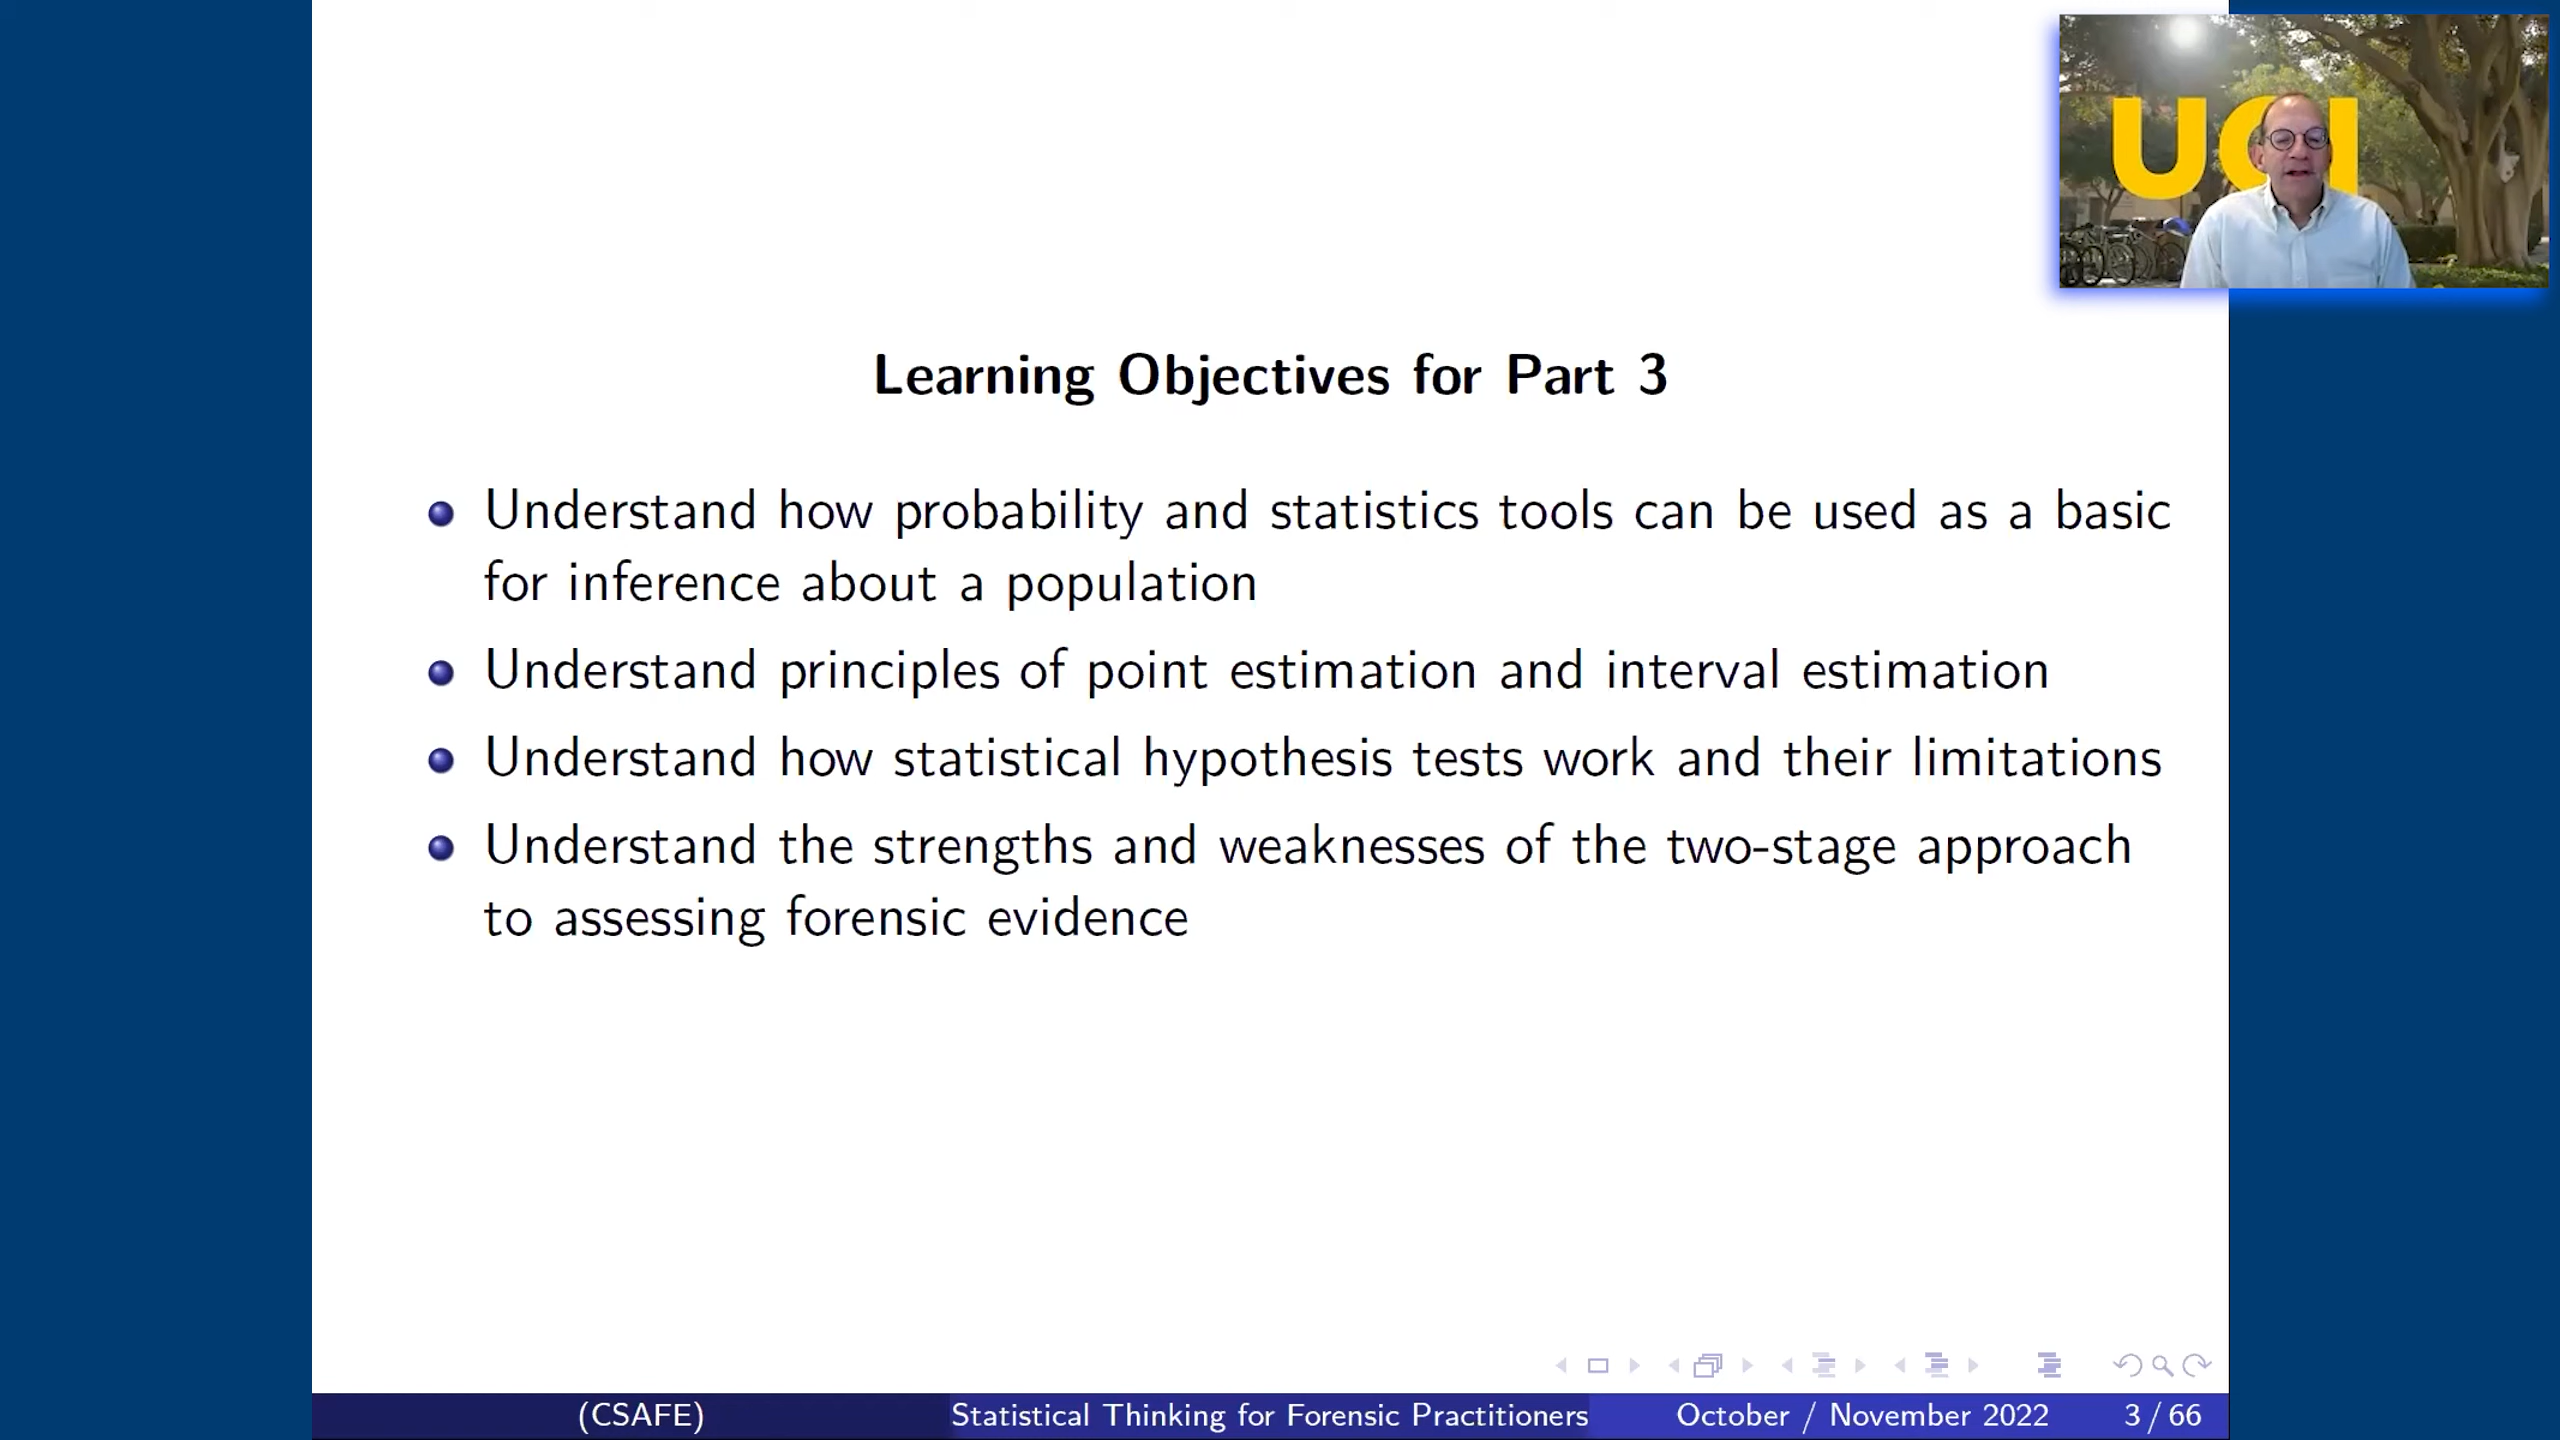 UCI
Learning Objectives for Part 3
Understand how probability and statistics tools can be used as a basic
for inference about a population
Understand principles of point estimation and interval estimation
Understand how statistical hypothesis tests work and their limitations
Understand the strengths and weaknesses of the two-stage approach
to assessing forensic evidence
(CSAFE) Statistical Thinking for Forensic Practitioners October / November 2022 3 / 66